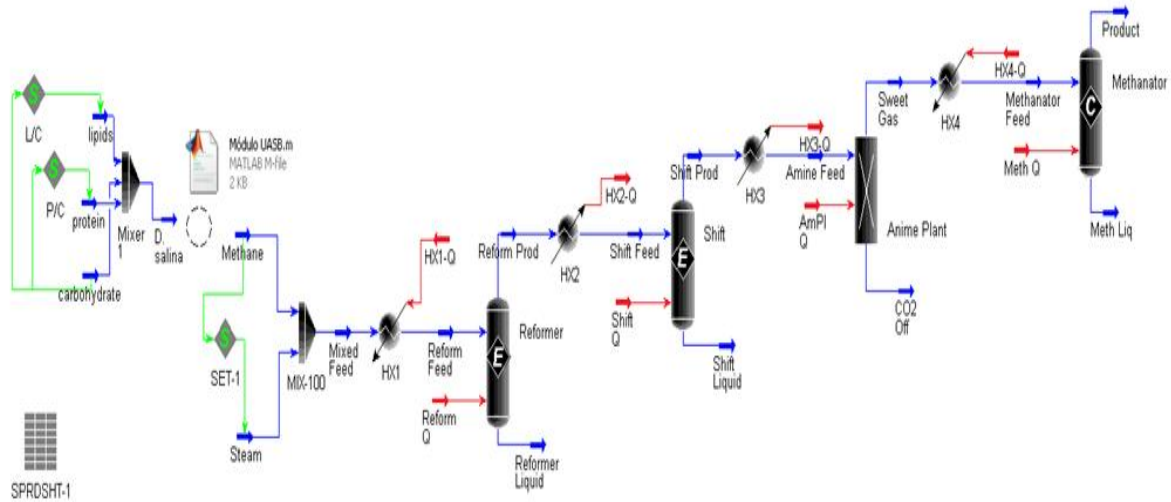 L/C
lipids
P/C
protein
carbohydrate
Mixer
1
D.
salina
Módulo UASB.m
MATLAB M-file
2 KB
Methane
SET-1
Steam
MIX-100
Mixed
Feed
HX1-Q
HX1
Reform
Feed
Reform
Q
E
Reformer
Reformer
Liquid
Reform Prod
HX2-Q
HX2
Shift Feed
Shift
Q
E
Shift
Shift
Liquid
Shift Prod
HX3-Q
HX3
Amine Feed
AmPl
Q
Anime Plant
CO2
Off
Sweet
Gas
HX4-Q
HX4
Methanator
Feed
Meth Q
C
Product
Methanator
Meth Liq
SPRDSHT-1
S
S
S